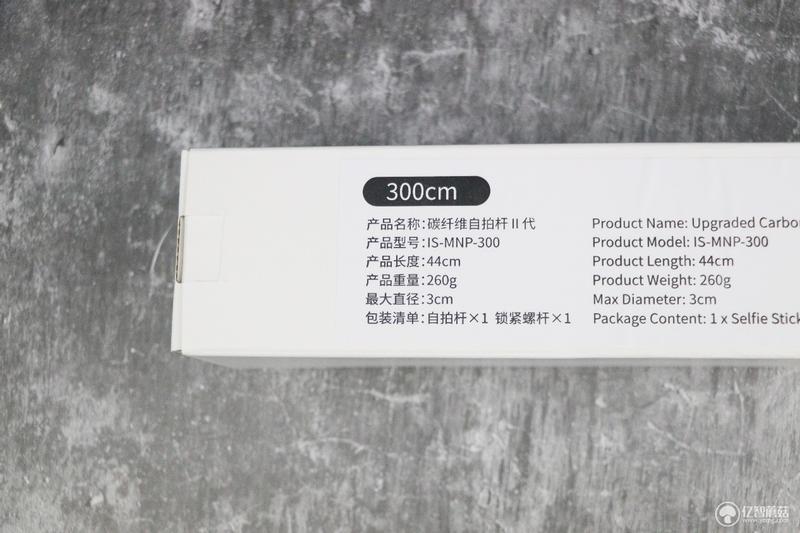 300cm
产品名称:碳纤维自拍杆Ⅱ代
产品型号:IS-MNP-300
产品长度:44cm
产品重量:260g
最大直径:3cm
包装清单:自拍杆×1 锁紧螺杆×1
Product Name: Upgraded Carbon
Product Model: IS-MNP-300
Product Length: 44cm
Product Weight: 260g
Max Diameter: 3cm
Package Content: 1 x Selfie Stick
亿智蘑菇